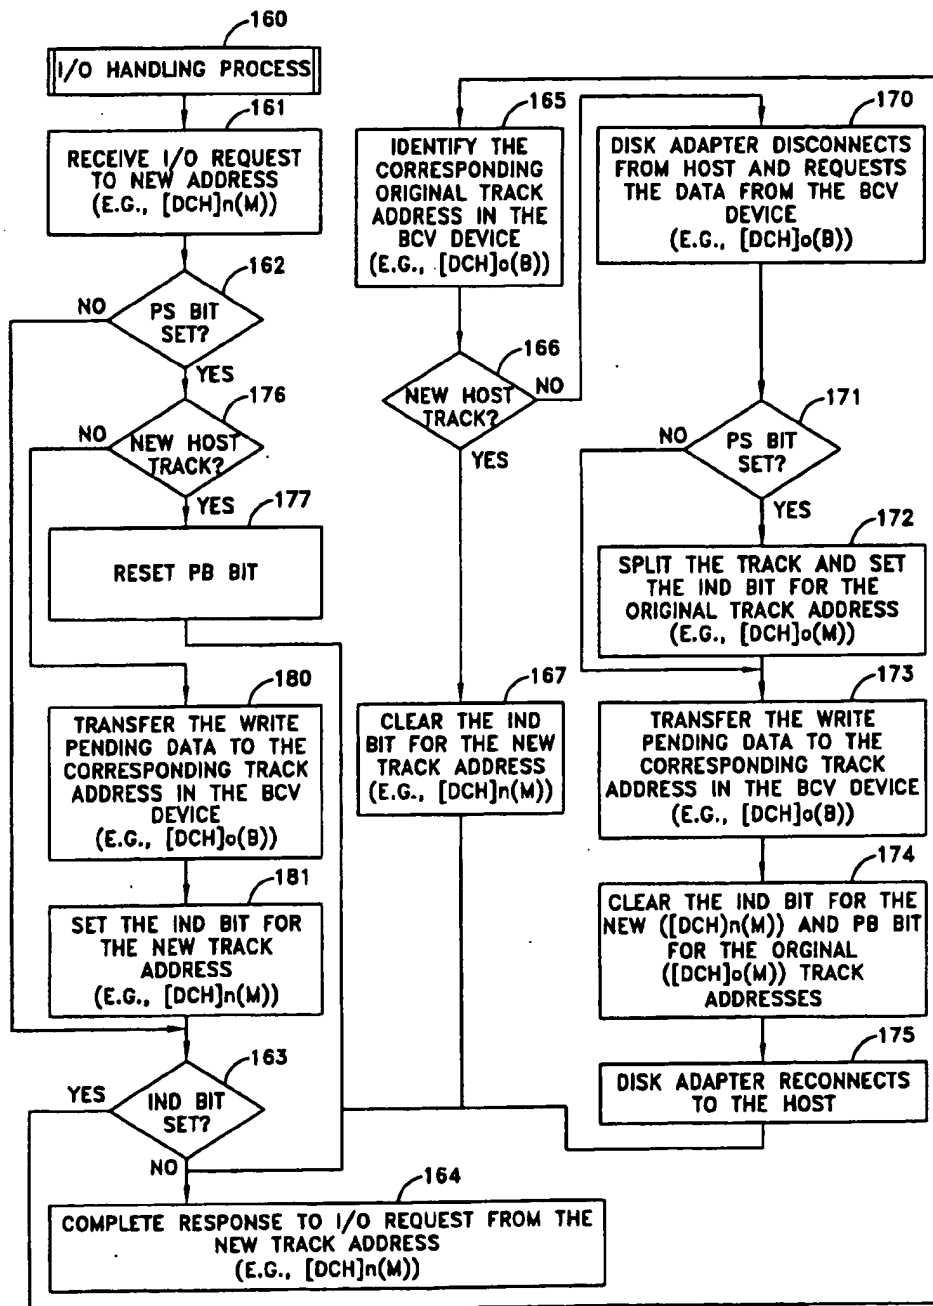 160
I/O HANDLING PROCESS
161
RECEIVE I/O REQUEST
TO NEW ADDRESS
(E.G., [DCH]n(M))
162
PS BIT
SET?
NO
YES
176
NEW HOST
TRACK?
NO
YES
177
RESET PB BIT
180
TRANSFER THE WRITE
PENDING DATA TO THE
CORRESPONDING TRACK
ADDRESS IN THE BCV
DEVICE
(E.G., [DCH]o(B))
181
SET THE IND BIT FOR
THE NEW TRACK
ADDRESS
(E.G., [DCH]n(M))
163
YES
IND BIT
SET?
NO
164
COMPLETE RESPONSE TO I/O REQUEST FROM THE
NEW TRACK ADDRESS
(E.G., [DCH]n(M))
165
IDENTIFY THE
CORRESPONDING
ORIGINAL TRACK
ADDRESS IN THE
BCV DEVICE
(E.G., [DCH]o(B))
166
NEW HOST
TRACK?
NO
YES
167
CLEAR THE IND
BIT FOR THE NEW
TRACK ADDRESS
(E.G., [DCH]n(M))
170
DISK ADAPTER DISCONNECTS
FROM HOST AND REQUESTS
THE DATA FROM THE BCV
DEVICE
(E.G., [DCH]o(B))
171
NO
PS BIT
SET?
YES
172
SPLIT THE TRACK AND SET
THE IND BIT FOR THE
ORIGINAL TRACK ADDRESS
(E.G., [DCH]o(M))
173
TRANSFER THE WRITE
PENDING DATA TO THE
CORRESPONDING TRACK
ADDRESS IN THE BCV DEVICE
(E.G., [DCH]o(B))
174
CLEAR THE IND BIT FOR THE
NEW ([DCH)n(M)) AND PB BIT
FOR THE ORGINAL
([DCH]o(M)) TRACK
ADDRESSES
175
DISK ADAPTER RECONNECTS
TO THE HOST